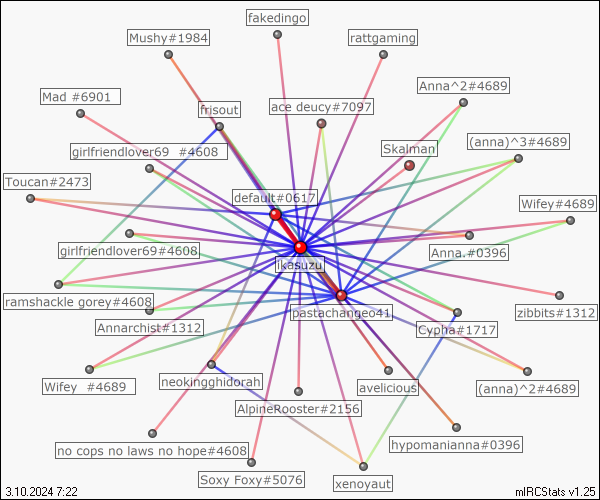 fakedingo
Mushy#1984
rattgaming
Anna^2#4689
Mad #6901
ace deucy#7097
frisout
(anna)^3#4689
Skalman
girlfriendlover69 #4608
Toucan#2473
default#0617
Wifey#4689
girlfriendlover69#4608
Anna.#0396
ikasuzu
ramshackle gorey#4608
pastachangeo41
zibbits#1312
Annarchist#1312
Cypha#1717
Wifey #4689
neokingghidorah
avelicious
(anna)^2#4689
AlpineRooster#2156
hypomanianna#0396
no cops no laws no hope#4608
Soxy Foxy#5076
xenoyaut
3.10.2024 7:22
mIRCStats v1.25